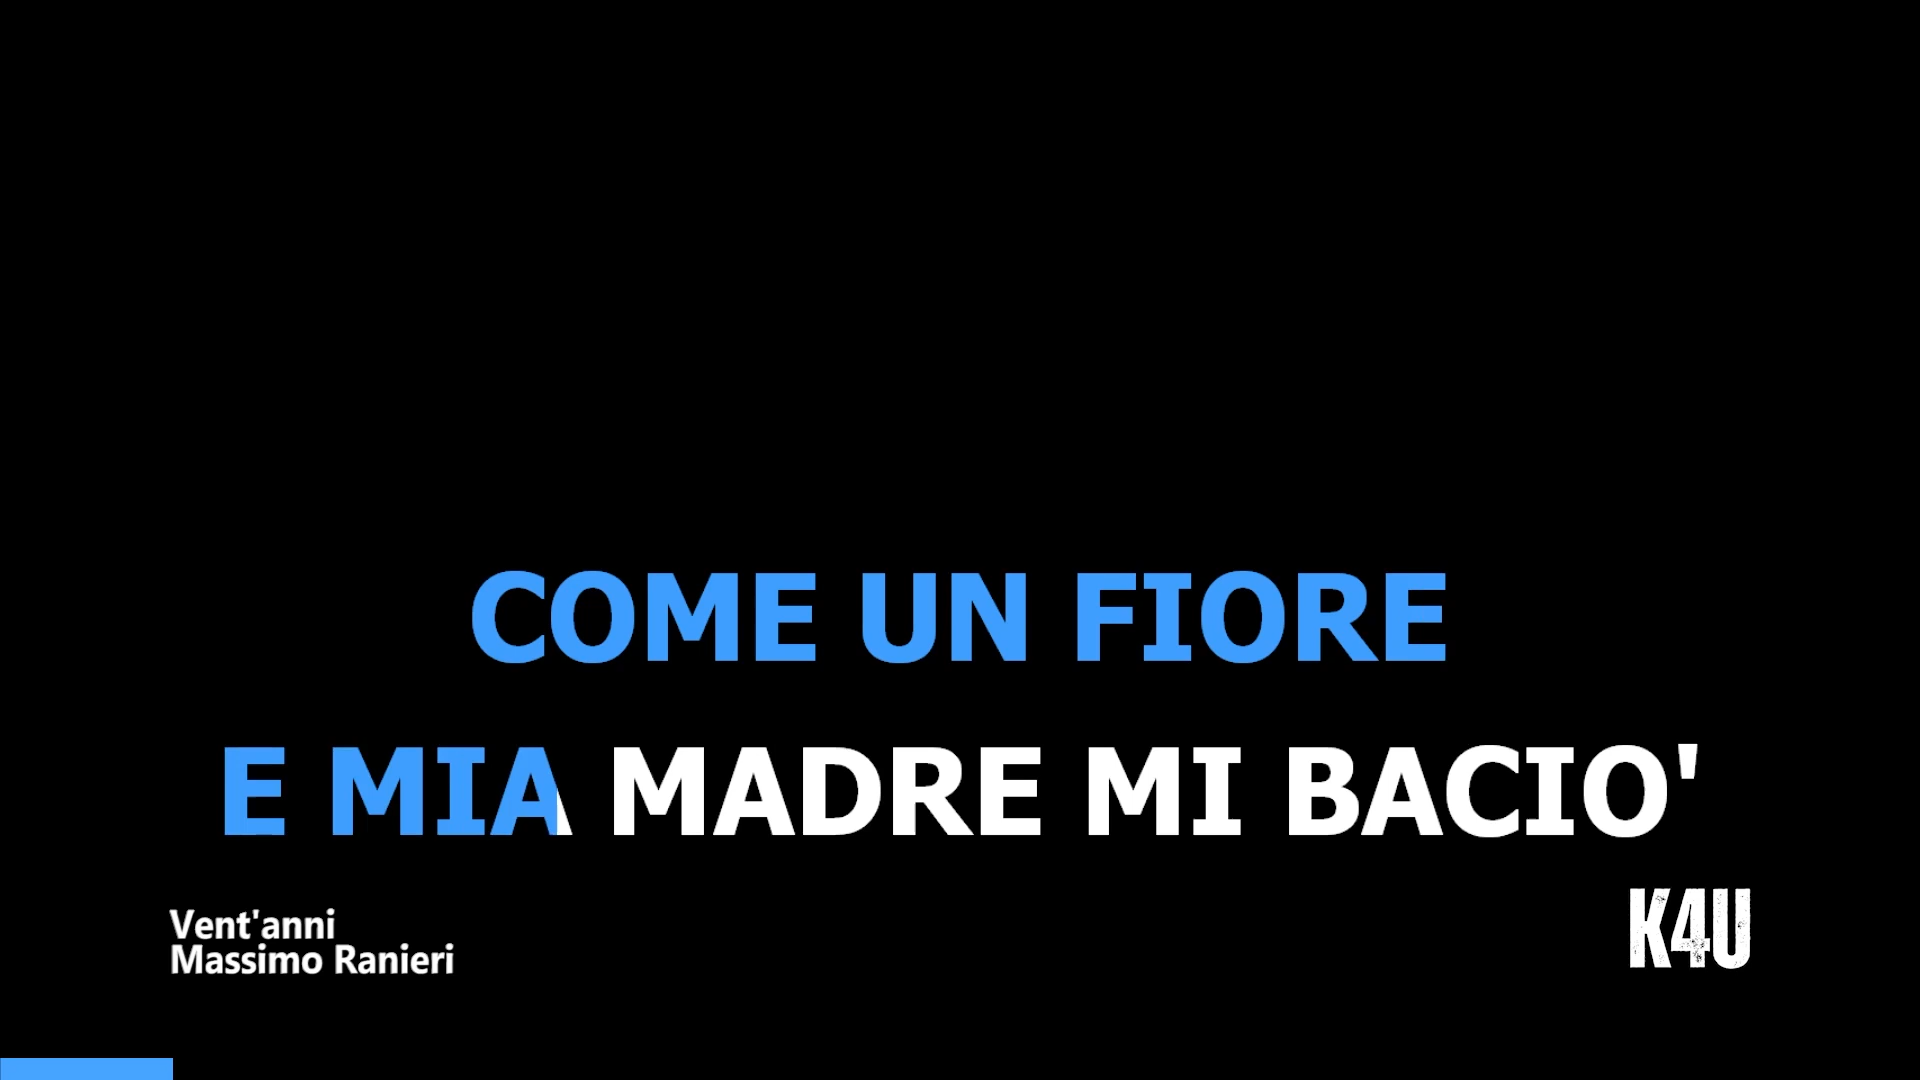 COME UN FIORE
E MIA MADRE MI BACIO'
Vent'anni
Massimo Ranieri
K4U